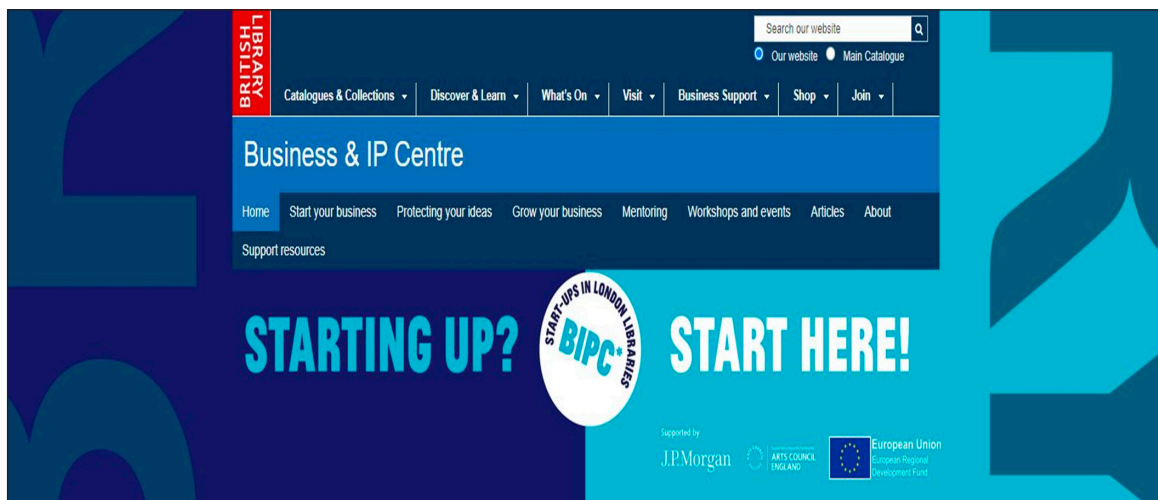 BRITISH
LIBRARY
Search our website
Our website Main Catalogue
Catalogues & Collections Discover & Learn What's On Visit Business Support Shop Join
Business & IP Centre
Home Start your business Protecting your ideas Grow your business Mentoring Workshops and events Articles About
Support resources
STARTING UP?
START-UPS IN LONDON LIBRARIES
BIPC*
START HERE!
Supported by
J.P.Morgan
ARTS COUNCIL
ENGLAND
European Union
European Regional
Development Fund